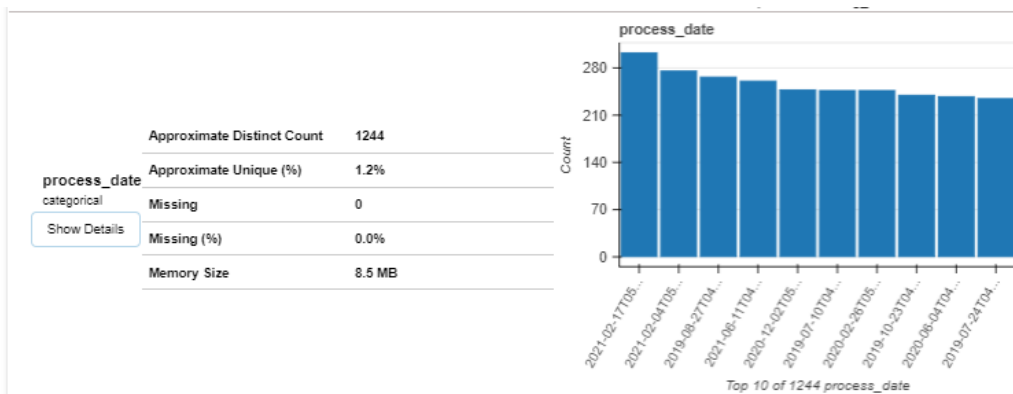 process_date
categorical
Show Details
Approximate Distinct Count 1244
Approximate Unique (%) 1.2%
Missing 0
Missing (%) 0.0%
Memory Size 8.5 MB
process_date
Count
280
210
140
70
0
2021-02-17T05...
2021-02-04T05...
2019-08-27T04...
2021-06-11T04...
2020-12-02T05...
2019-07-10T04...
2020-02-26T05...
2019-10-23T04...
2020-06-04T04...
2019-07-24T04...
Top 10 of 1244 process_date